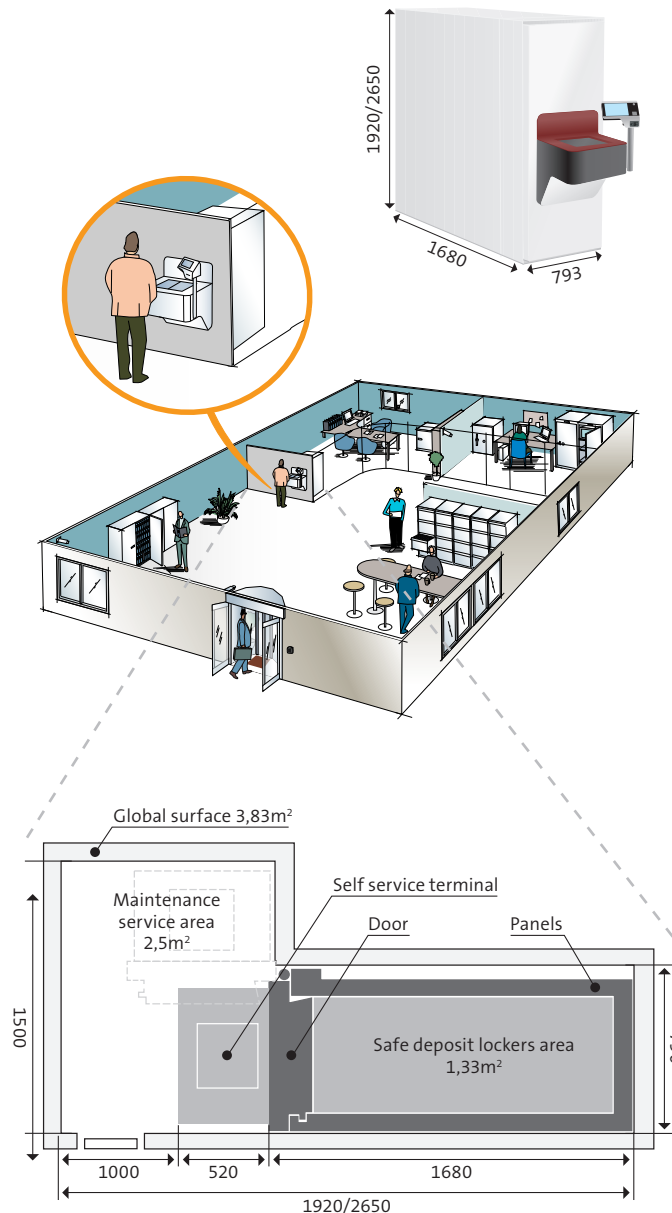 1920/2650
1680
793
Global surface 3,83m²
Self service terminal
Maintenance
service area
2,5m²
Door
Panels
1500
Safe deposit lockers area
1,33m²
1000
520
1680
1920/2650